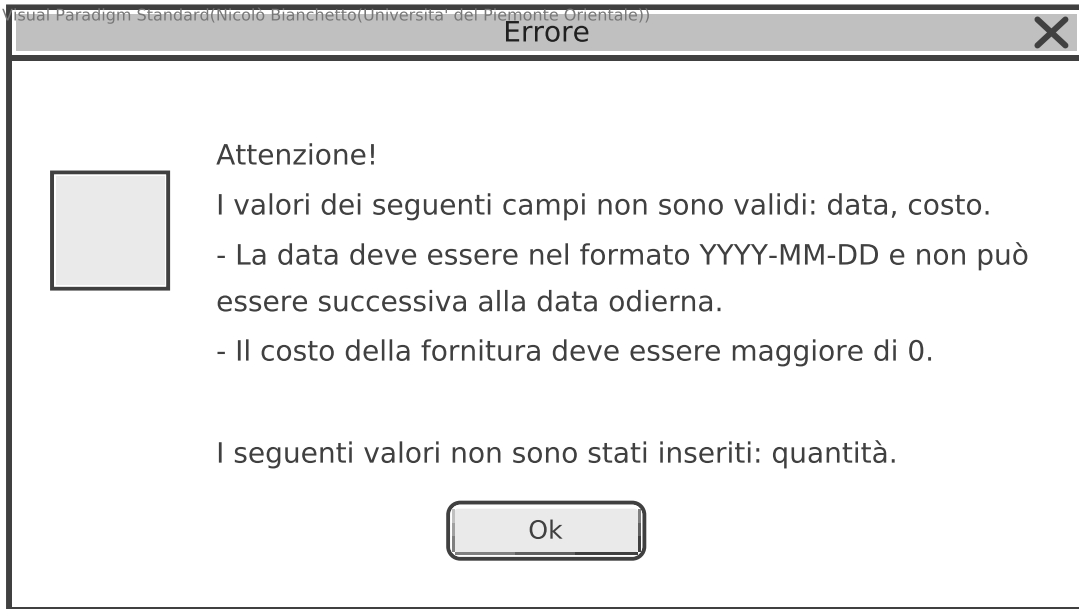 Visual Paradigm Standard(Nicolò Bianchetto(Universita' del Piemonte Orientale))
Errore
Attenzione!
I valori dei seguenti campi non sono validi: data, costo.
- La data deve essere nel formato YYYY-MM-DD e non può
essere successiva alla data odierna.
- Il costo della fornitura deve essere maggiore di 0.
I seguenti valori non sono stati inseriti: quantità.
Ok